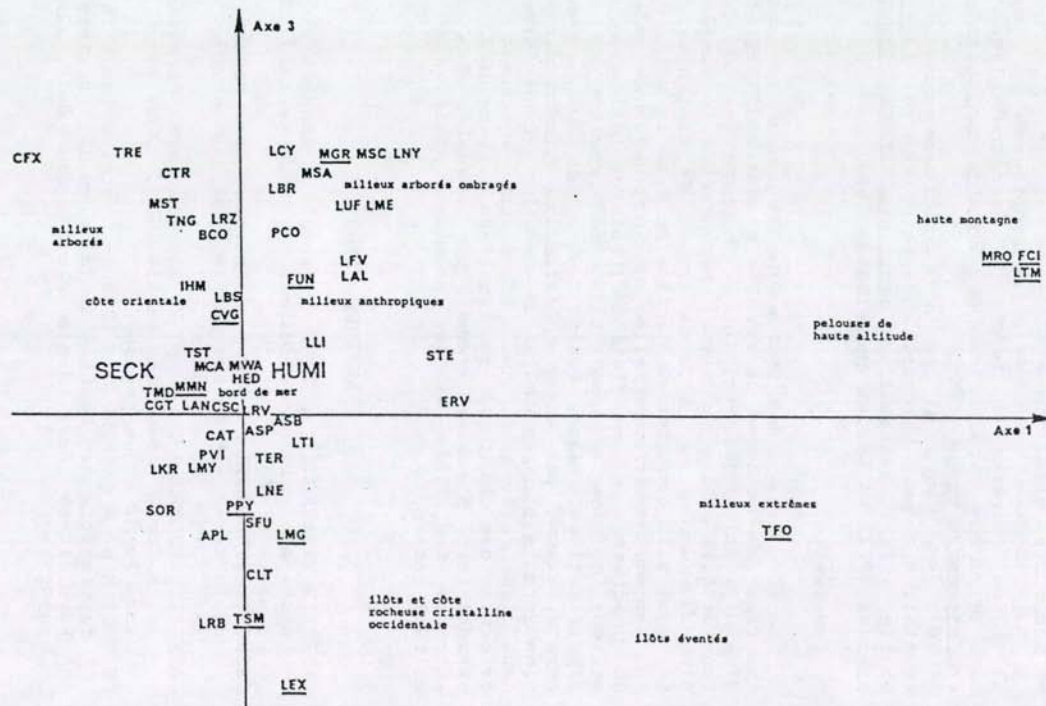 Axe 3
CFX
TRE
LCY
MGR MSC LNY
CTR
MSA
LBR
milieux arborés ombragés
MST
LUF LME
TNG
LRZ
haute montagne
milieux
arborés
BCO
PCO
LFV
MRO FCI
FUN
LAL
LTM
IHM
côte orientale
LBS
milieux anthropiques
CVG
pelouses de
haute altitude
LLI
TST
STE
SECK
MCA MWA
HUMI
HED
TMD MMN
bord de mer
CGT LAN CSC LRV
ERV
ASB
Axe 1
CAT
ASP
LTI
PVI
TER
LKR LMY
LNE
milieux extrêmes
SOR
PPY
SFU
TFO
APL
LMG
CLT
ilôts et côte
rocheuse cristalline
occidentale
LRB TSM
ilôts éventés
LEX